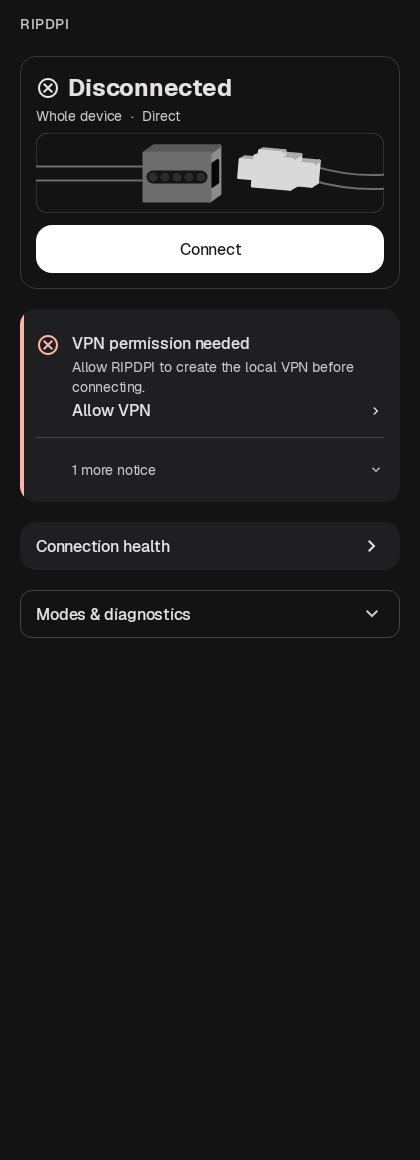 RIPDPI
Disconnected
Whole device · Direct
Connect
VPN permission needed
Allow RIPDPI to create the local VPN before
connecting.
Allow VPN
1 more notice
Connection health
Modes & diagnostics